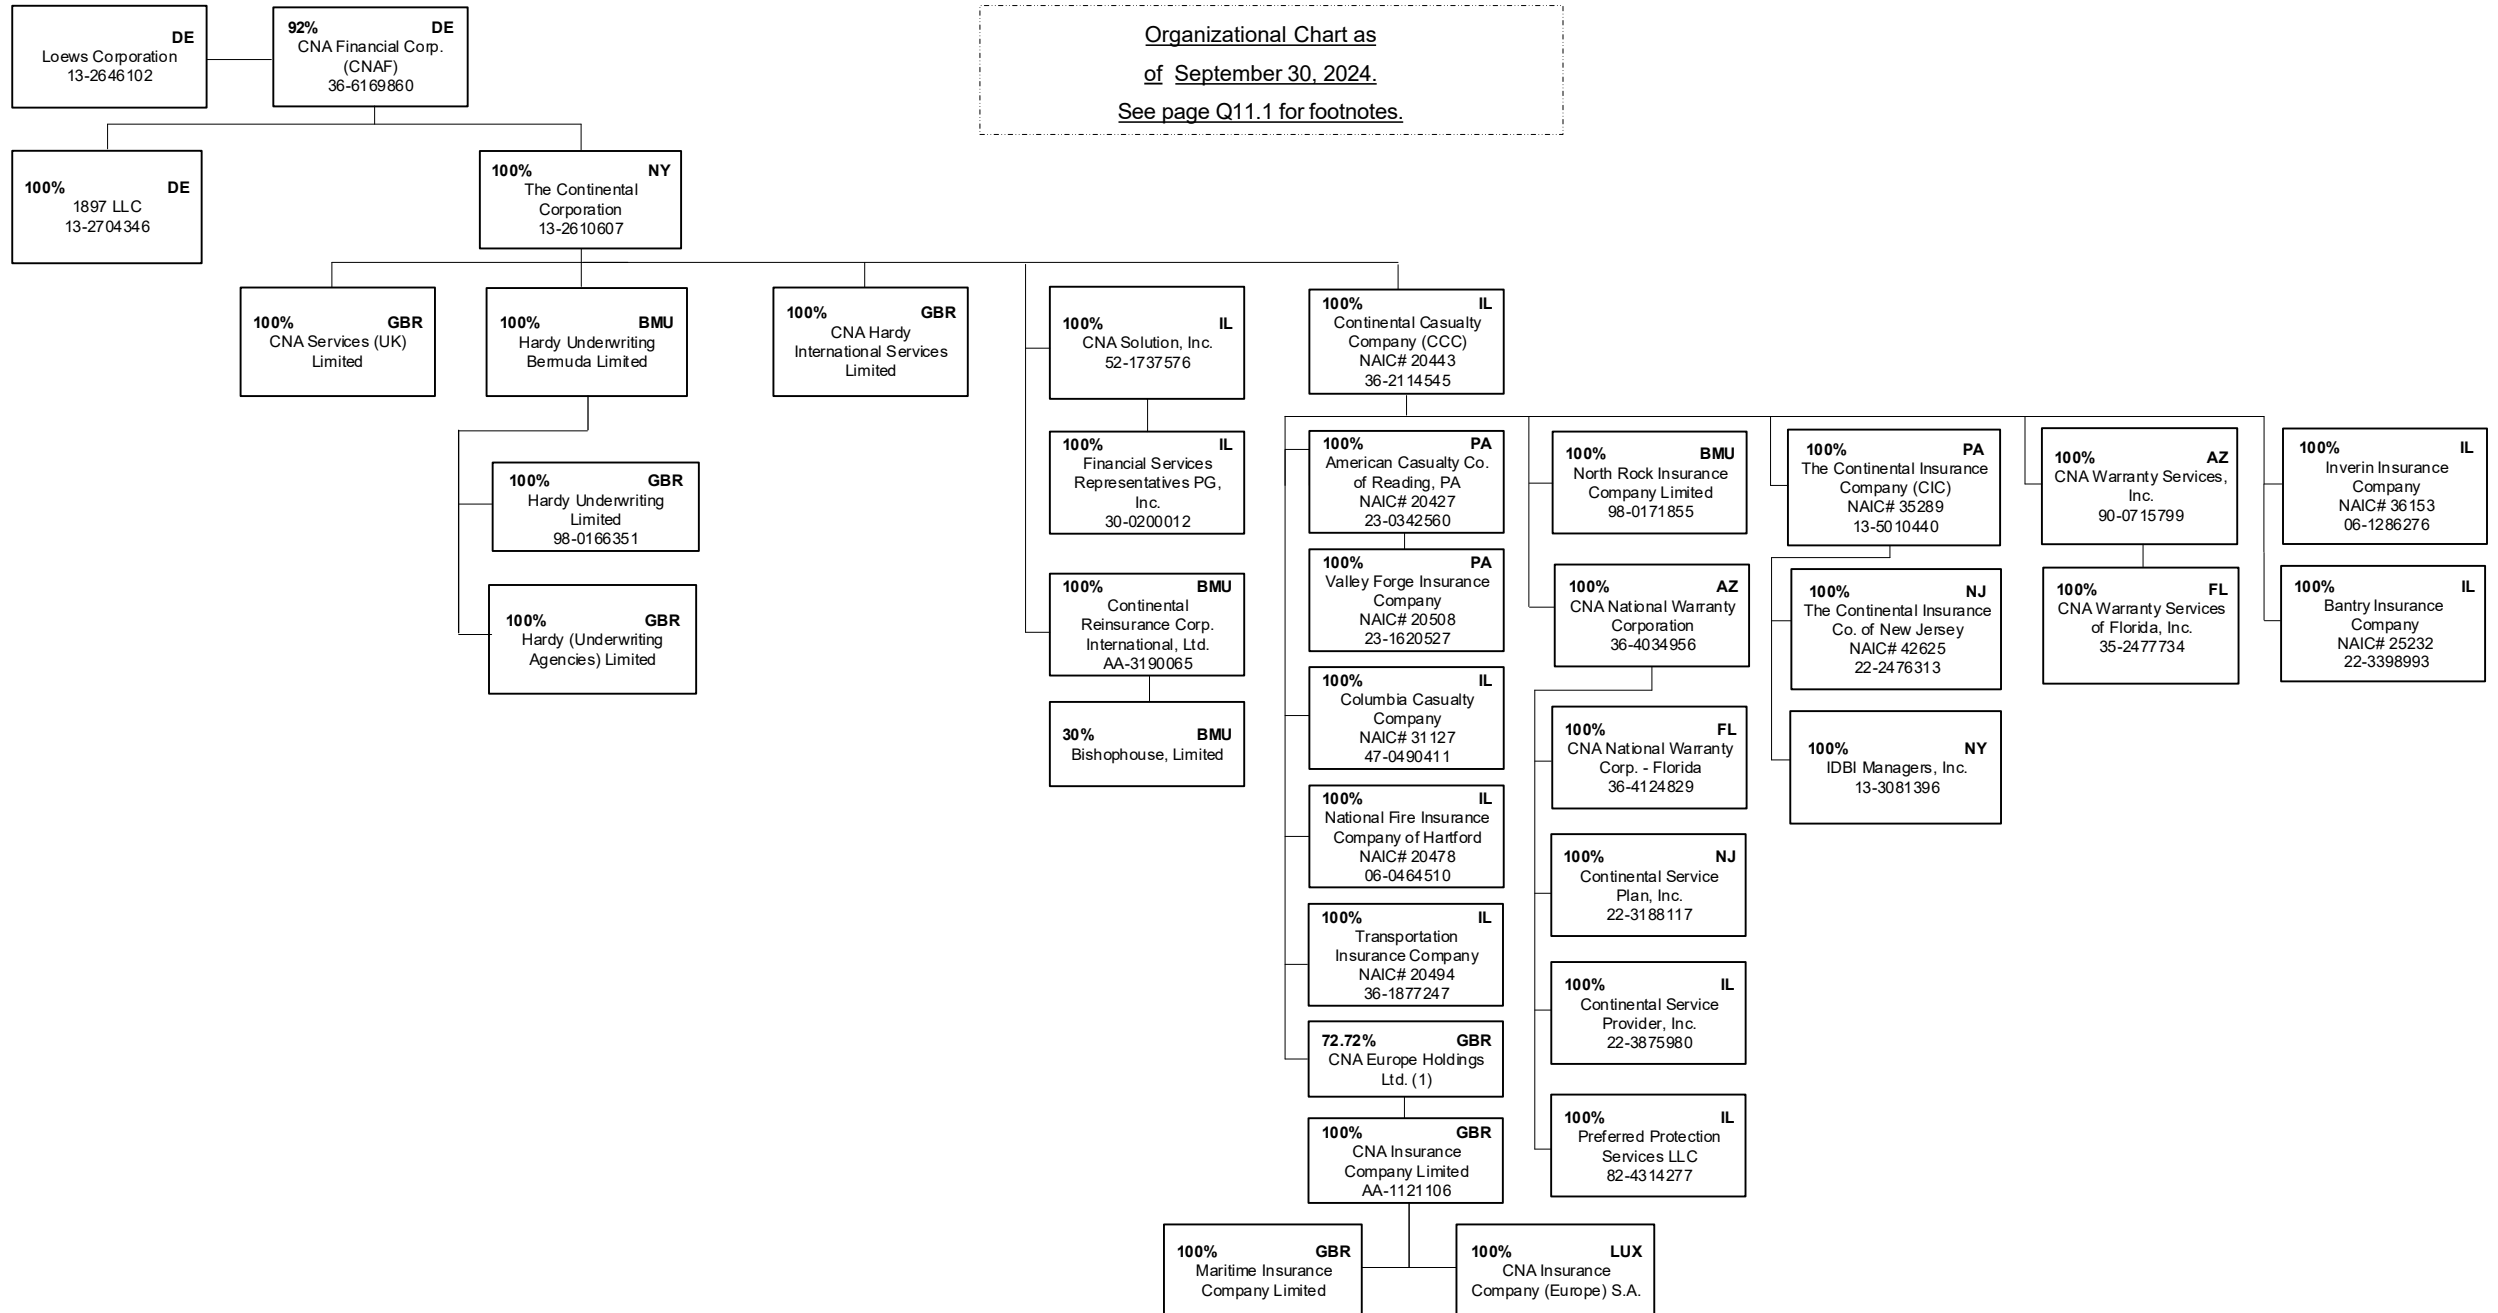 DE
Loews Corporation
13-2646102
92% DE
CNA Financial Corp.
(CNAF)
36-6169860
Organizational Chart as
of September 30, 2024.
See page Q11.1 for footnotes.
100% DE
1897 LLC
13-2704346
100% NY
The Continental
Corporation
13-2610607
100% GBR
CNA Services (UK)
Limited
100% BMU
Hardy Underwriting
Bermuda Limited
100% GBR
CNA Hardy
International Services
Limited
100% IL
CNA Solution, Inc.
52-1737576
100% IL
Continental Casualty
Company (CCC)
NAIC# 20443
36-2114545
100% GBR
Hardy Underwriting
Limited
98-0166351
100% GBR
Hardy (Underwriting
Agencies) Limited
100% IL
Financial Services
Representatives PG,
Inc.
30-0200012
100% BMU
Continental
Reinsurance Corp.
International, Ltd.
AA-3190065
30% BMU
Bishophouse, Limited
100% PA
American Casualty Co.
of Reading, PA
NAIC# 20427
23-0342560
100% PA
Valley Forge Insurance
Company
NAIC# 20508
23-1620527
100% IL
Columbia Casualty
Company
NAIC# 31127
47-0490411
100% IL
National Fire Insurance
Company of Hartford
NAIC# 20478
06-0464510
100% IL
Transportation
Insurance Company
NAIC# 20494
36-1877247
72.72% GBR
CNA Europe Holdings
Ltd. (1)
100% GBR
CNA Insurance
Company Limited
AA-1121106
100% GBR
Maritime Insurance
Company Limited
100% LUX
CNA Insurance
Company (Europe) S.A.
100% BMU
North Rock Insurance
Company Limited
98-0171855
100% AZ
CNA National Warranty
Corporation
36-4034956
100% FL
CNA National Warranty
Corp. - Florida
36-4124829
100% NJ
Continental Service
Plan, Inc.
22-3188117
100% IL
Continental Service
Provider, Inc.
22-3875980
100% IL
Preferred Protection
Services LLC
82-4314277
100% PA
The Continental Insurance
Company (CIC)
NAIC# 35289
13-5010440
100% NJ
The Continental Insurance
Co. of New Jersey
NAIC# 42625
22-2476313
100% NY
IDBI Managers, Inc.
13-3081396
100% AZ
CNA Warranty Services,
Inc.
90-0715799
100% FL
CNA Warranty Services
of Florida, Inc.
35-2477734
100% IL
Inverin Insurance
Company
NAIC# 36153
06-1286276
100% IL
Bantry Insurance
Company
NAIC# 25232
22-3398993